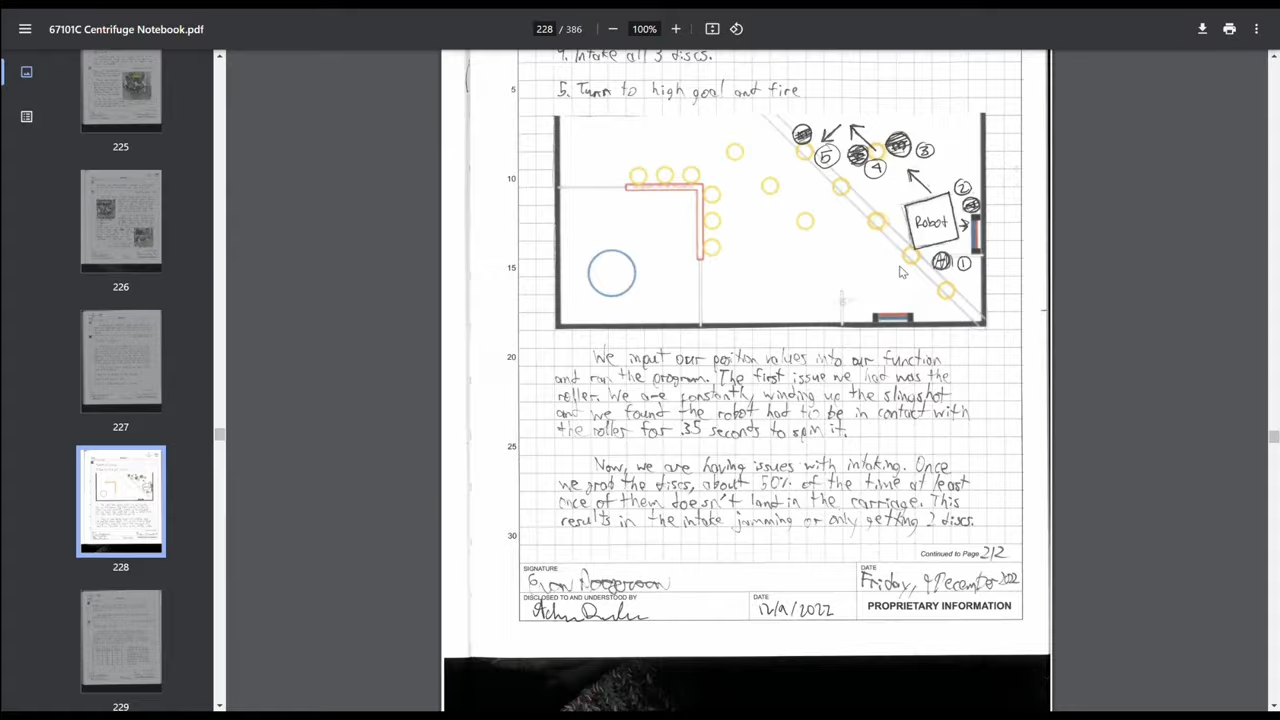 67101C Centrifuge Notebook.pdf
228 / 386
100%
225
226
227
228
229
4. Intake all 3 discs.
5 5. Turn to high goal and fire
5
4
3
2
10
Robot
1
15
20 We input our position values into our function
and ran the program. The first issue we had was the
roller. We are constantly winding up the slingshot
and we found the robot had to be in contact with
the roller for .35 seconds to spin it.
25
Now, we are having issues with intaking. Once
we grab the discs, about 50% of the time at least
one of them doesn't land in the carriage. This
results in the intake jamming or only getting 2 discs.
30
Continued to Page 212
SIGNATURE
DATE
Friday, 9 December 2022
DISCLOSED TO AND UNDERSTOOD BY
DATE
12/9/2022
PROPRIETARY INFORMATION